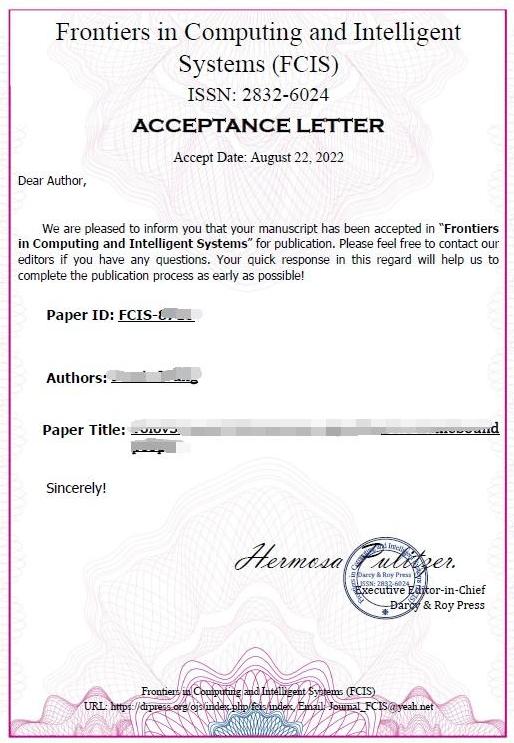 Frontiers in Computing and Intelligent
Systems (FCIS)
ISSN: 2832-6024
ACCEPTANCE LETTER
Accept Date: August 22, 2022
Dear Author,
We are pleased to inform you that your manuscript has been accepted in “Frontiers
in Computing and Intelligent Systems” for publication. Please feel free to contact our
editors if you have any questions. Your quick response in this regard will help us to
complete the publication process as early as possible!
Paper ID: FCIS-
Authors:
Paper Title:
Sincerely!
Hermosa Pulitzer.
Darcy & Roy Press
ISSN: 2832-6024
Executive Editor-in-Chief
Darcy & Roy Press
Frontiers in Computing and Intelligent Systems (FCIS)
URL: https://drpress.org/ojs/index.php/fcis/index, Email: Journal_FCIS@yeah.net